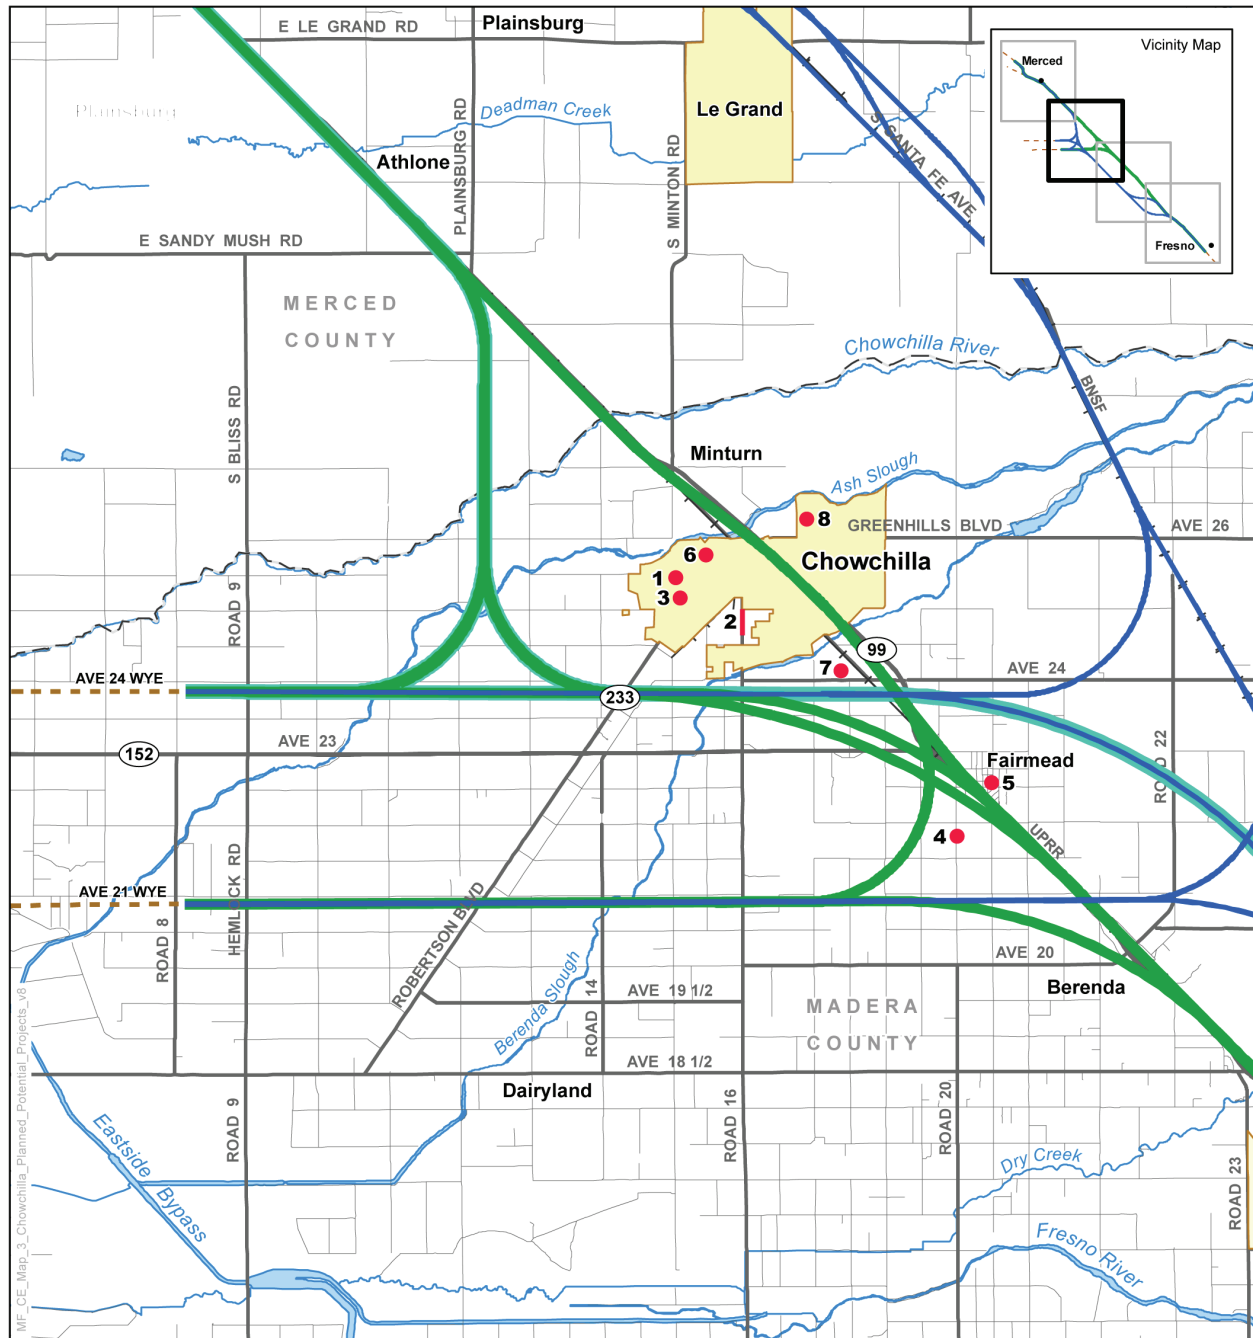 E LE GRAND RD
Plainsburg
Vicinity Map
Merced
Fresno
Plainsburg
Deadman Creek
Le Grand
S SANTA FE AVE
Athlone
PLAINSBURG RD
S MINTON RD
E SANDY MUSH RD
MERCED
COUNTY
Chowchilla River
BNSF
S BLISS RD
Minturn
Ash Slough
8
GREENHILLS BLVD
AVE 26
6
Chowchilla
1
3
2
ROAD 9
99
7
AVE 24
AVE 24 WYE
233
AVE 23
152
Fairmead
5
ROAD 22
4
UPRR
HEMLOCK RD
AVE 21 WYE
ROAD 8
ROBERTSON BLVD
AVE 20
Berenda
Berenda Slough
ROAD 14
AVE 19 1/2
MADERA
COUNTY
AVE 18 1/2
Dairyland
ROAD 9
ROAD 16
ROAD 20
Eastside Bypass
Dry Creek
ROAD 23
Fresno River
MF_CE_Map_3_Chowchilla_Planned_Potential_Projects_v8